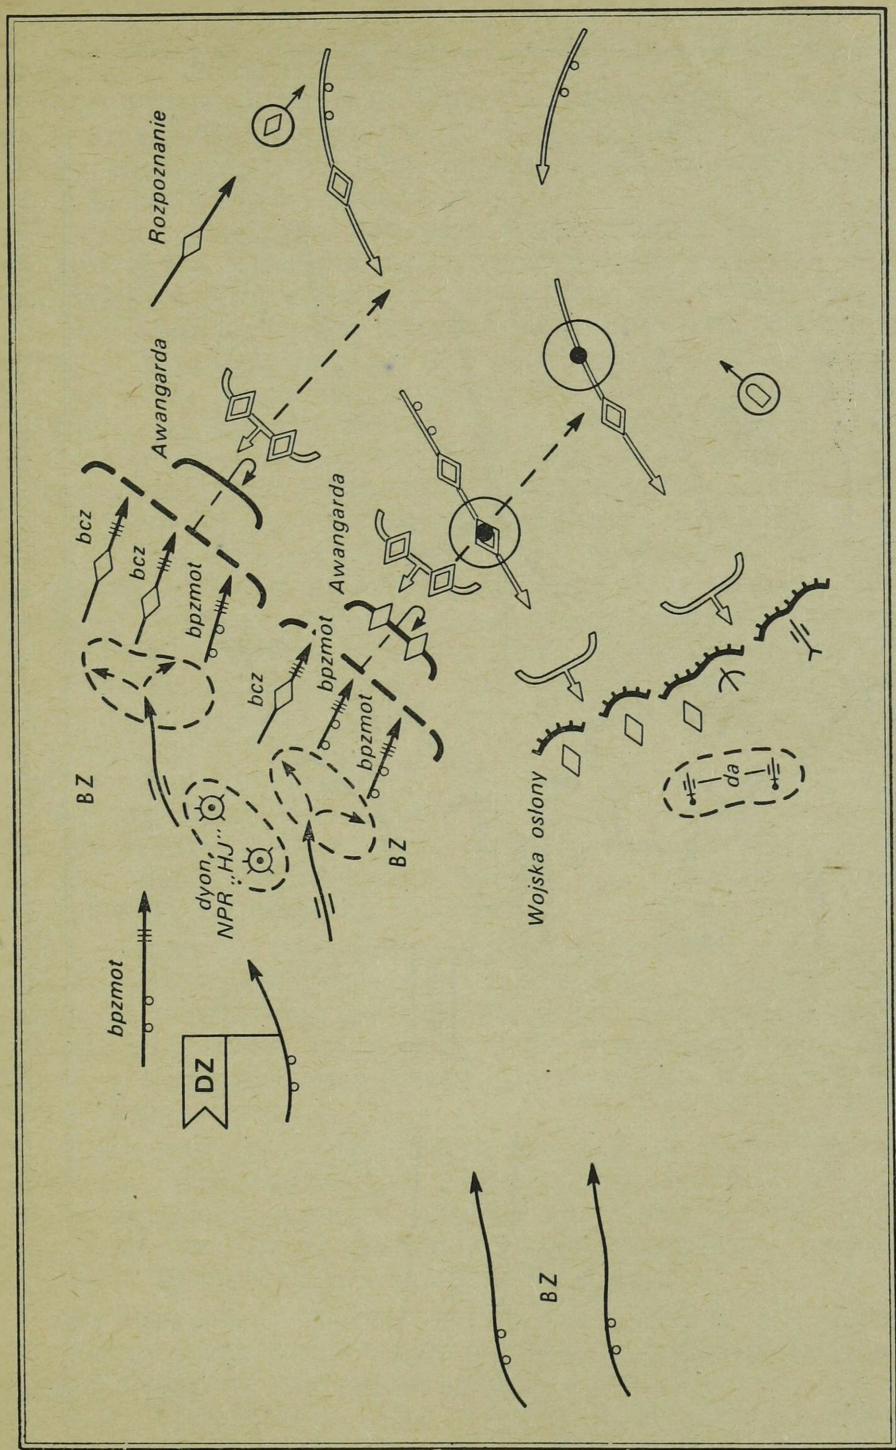 Rozpoznanie
Awangarda
bcz
bcz
bpzmot
Awangarda
bcz
bpzmot
bpzmot
BZ
dyon,
NPR „HJ”
BZ
bpzmot
DZ
Wojska osłony
da
BZ